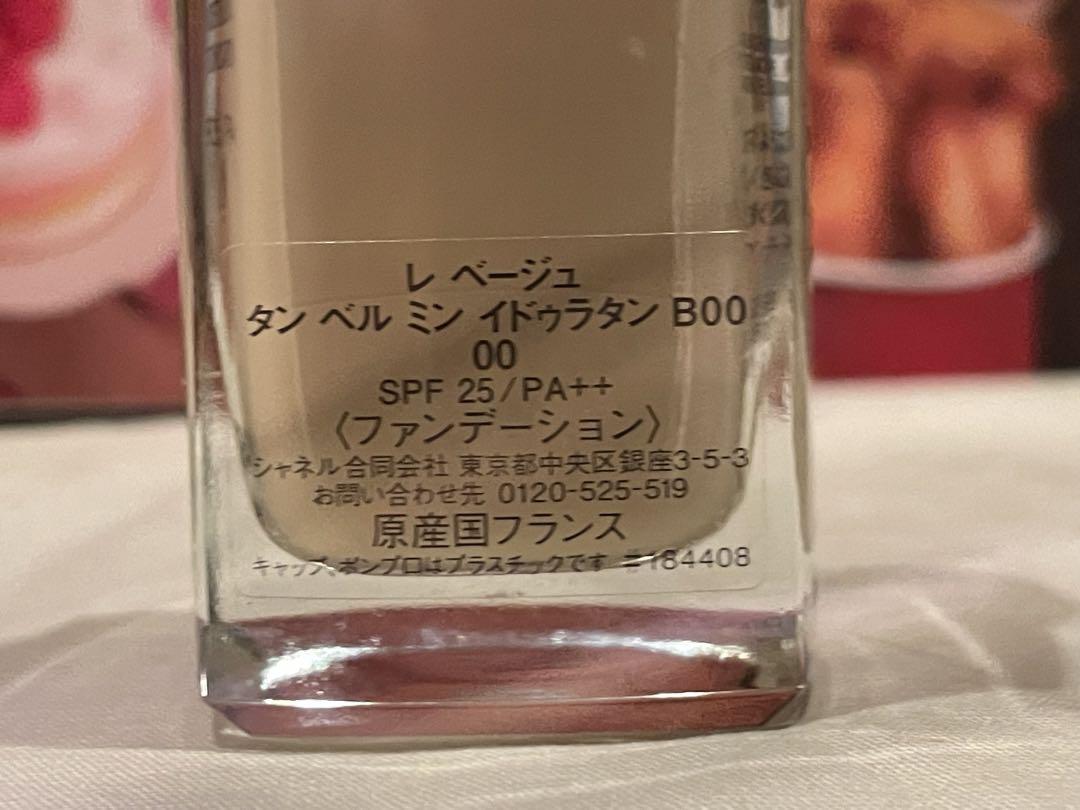 レ ベージュ
タン ベル ミン イドゥラタン B00
00
SPF 25/PA++
〈ファンデーション〉
シャネル合同会社 東京都中央区銀座3-5-3
お問い合わせ先 0120-525-519
原産国フランス
キャップ、ポンプ口はプラスチックです #184408